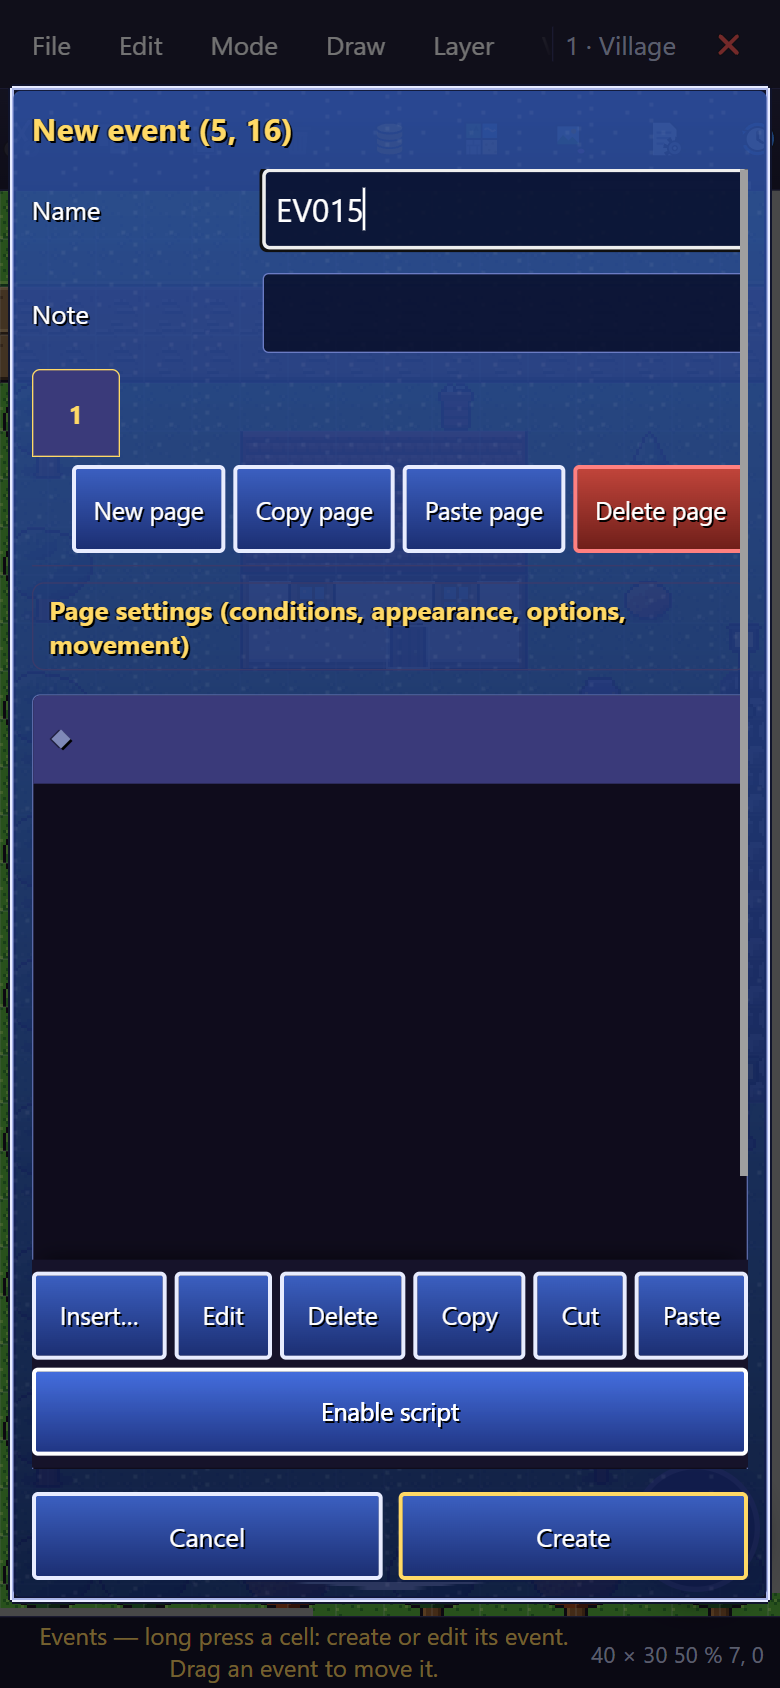 File Edit Mode Draw Layer 1 · Village ✕
New event (5, 16)
Name EV015
Note
1
New page Copy page Paste page Delete page
Page settings (conditions, appearance, options,
movement)
◆
Insert... Edit Delete Copy Cut Paste
Enable script
Cancel Create
Events — long press a cell: create or edit its event.
Drag an event to move it.
40 × 30 50 % 7, 0